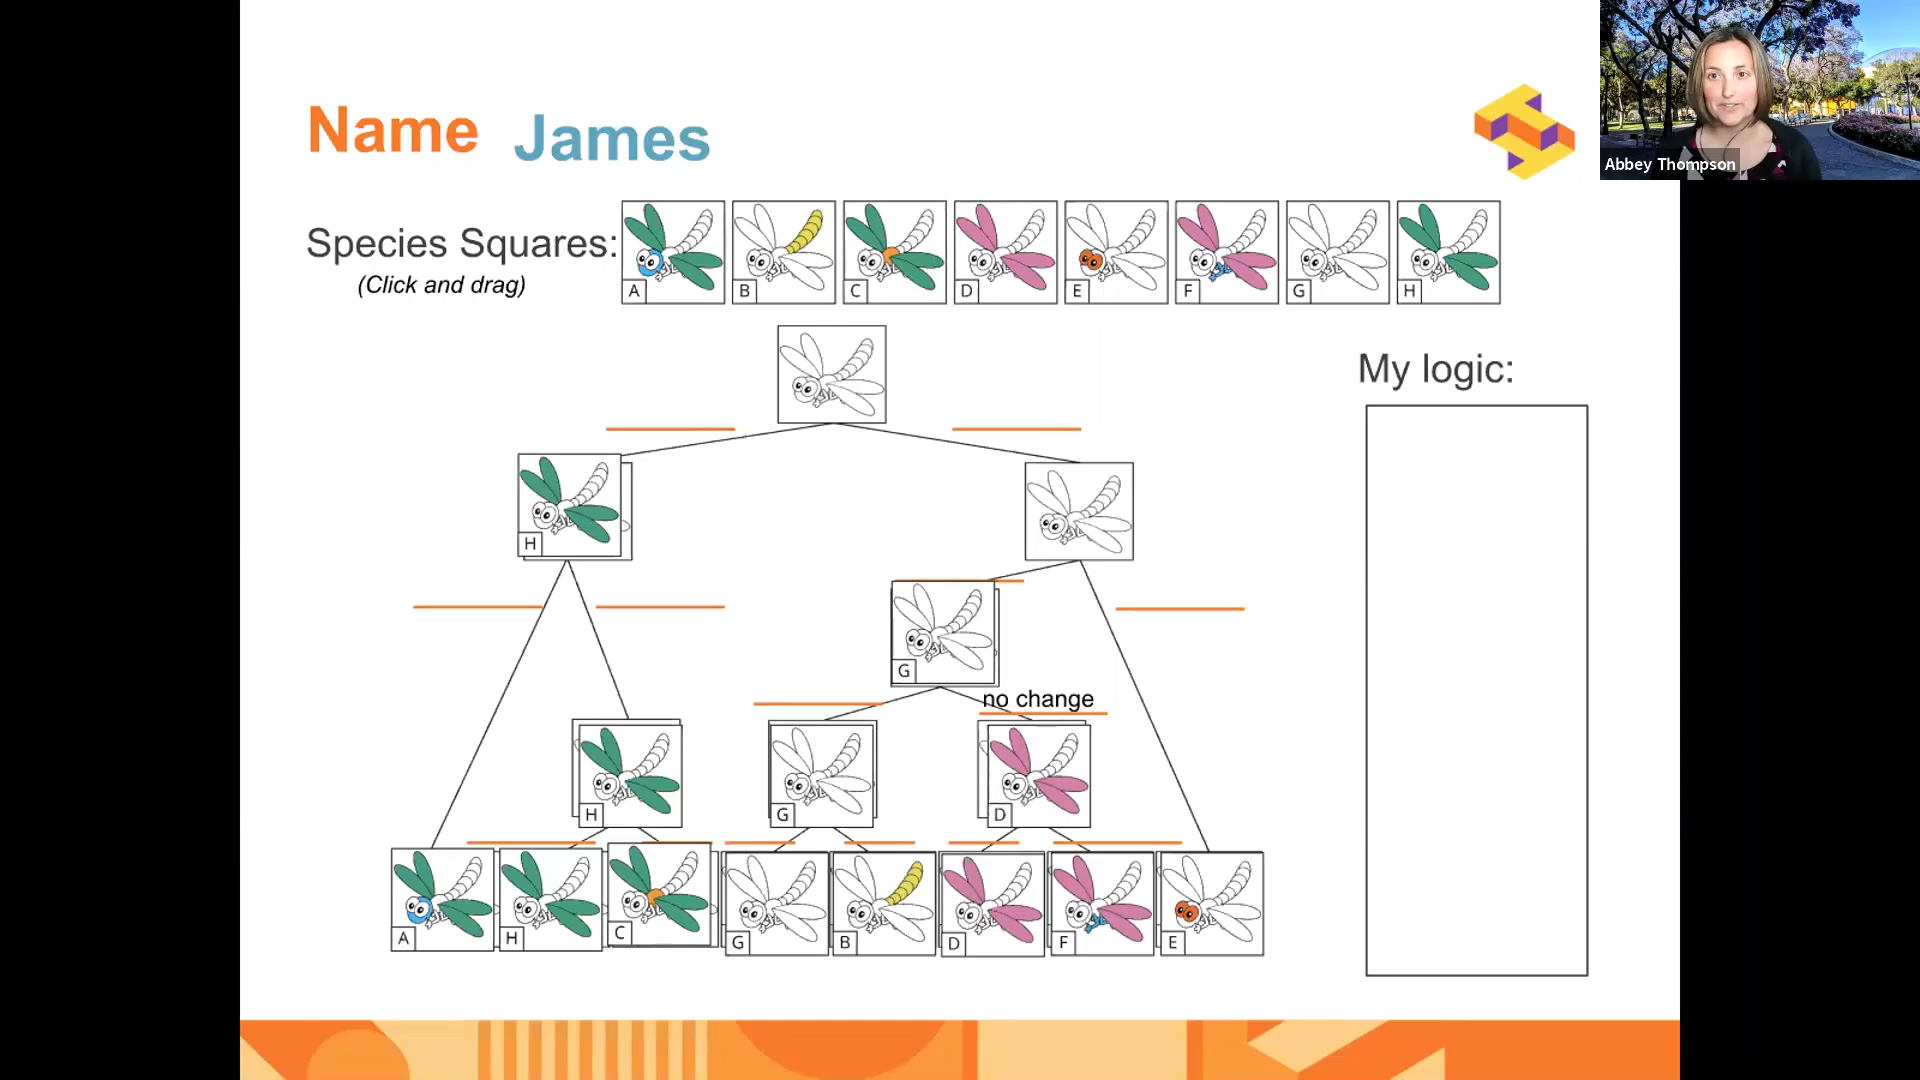 Abbey Thompson
Name James
Species Squares:
(Click and drag)
A B C D E F G H
My logic:
H
G
no change
H G D
A H C G B D F E